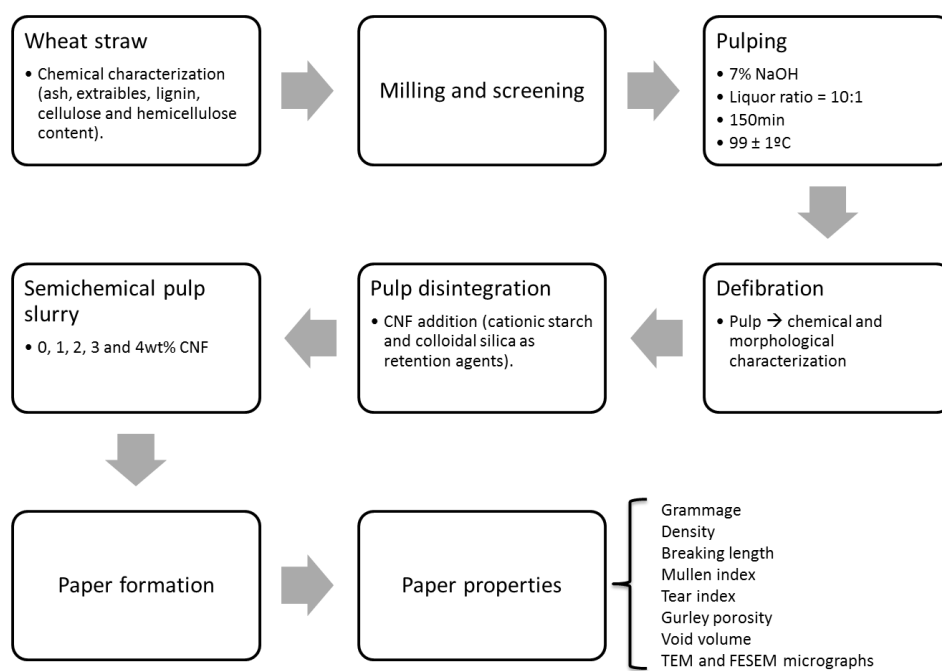 Wheat straw
• Chemical characterization
(ash, extraibles, lignin,
cellulose and hemicellulose
content).
Milling and screening
Pulping
• 7% NaOH
• Liquor ratio = 10:1
• 150min
• 99 ± 1ºC
Defibration
• Pulp → chemical and
morphological
characterization
Pulp disintegration
• CNF addition (cationic starch
and colloidal silica as
retention agents).
Semichemical pulp
slurry
• 0, 1, 2, 3 and 4wt% CNF
Paper formation
Paper properties
Grammage
Density
Breaking length
Mullen index
Tear index
Gurley porosity
Void volume
TEM and FESEM micrographs